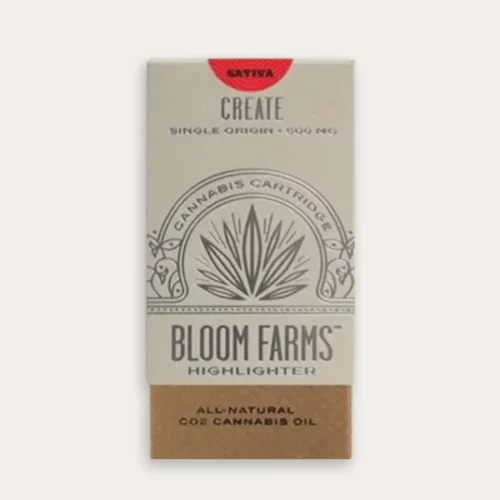 SATIVA
CREATE
SINGLE ORIGIN • 500 MG
CANNABIS CARTRIDGE
BLOOM FARMS™
HIGHLIGHTER
ALL-NATURAL
CO2 CANNABIS OIL